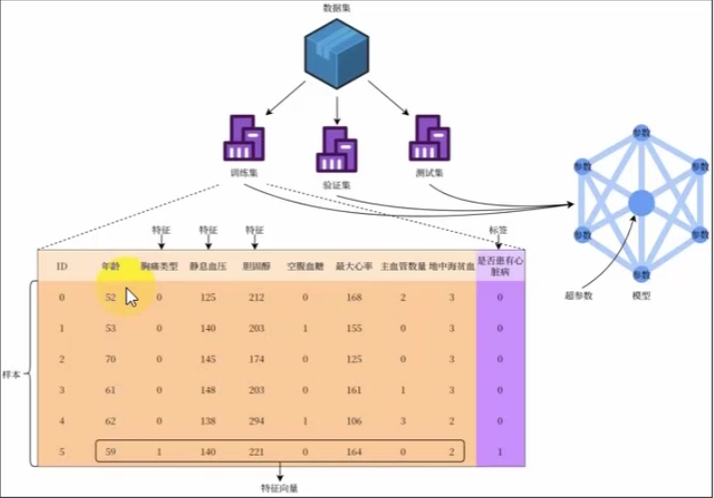 数据集
训练集
验证集
测试集
参数
参数
参数
参数
参数
参数
超参数
模型
特征 特征 特征 标签
ID 年龄 胸痛类型 静息血压 胆固醇 空腹血糖 最大心率 主血管数量 地中海贫血 是否患有心脏病
0 52 0 125 212 0 168 2 3 0
1 53 0 140 203 1 155 0 3 0
2 70 0 145 174 0 125 0 3 0
3 61 0 148 203 0 161 1 3 0
4 62 0 138 294 1 106 3 2 0
5 59 1 140 221 0 164 0 2 1
样本
特征向量